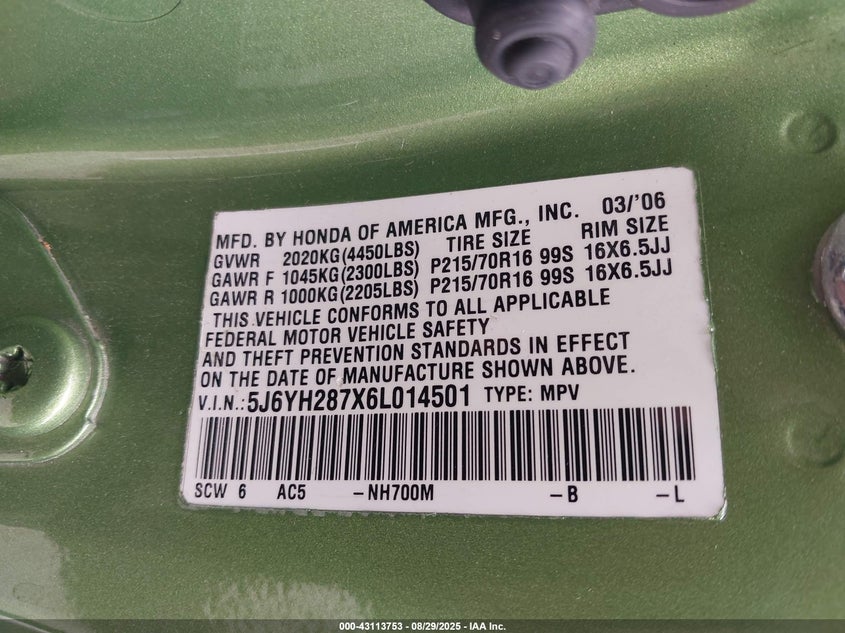 MFD. BY HONDA OF AMERICA MFG., INC. 03/'06
GVWR 2020KG(4450LBS) TIRE SIZE RIM SIZE
GAWR F 1045KG(2300LBS) P215/70R16 99S 16X6.5JJ
GAWR R 1000KG(2205LBS) P215/70R16 99S 16X6.5JJ
THIS VEHICLE CONFORMS TO ALL APPLICABLE
FEDERAL MOTOR VEHICLE SAFETY
AND THEFT PREVENTION STANDARDS IN EFFECT
ON THE DATE OF MANUFACTURE SHOWN ABOVE.
V.I.N.:5J6YH287X6L014501 TYPE: MPV
SCW 6 AC5 -NH700M -B -L
000-43113753 - 08/29/2025 - IAA Inc.